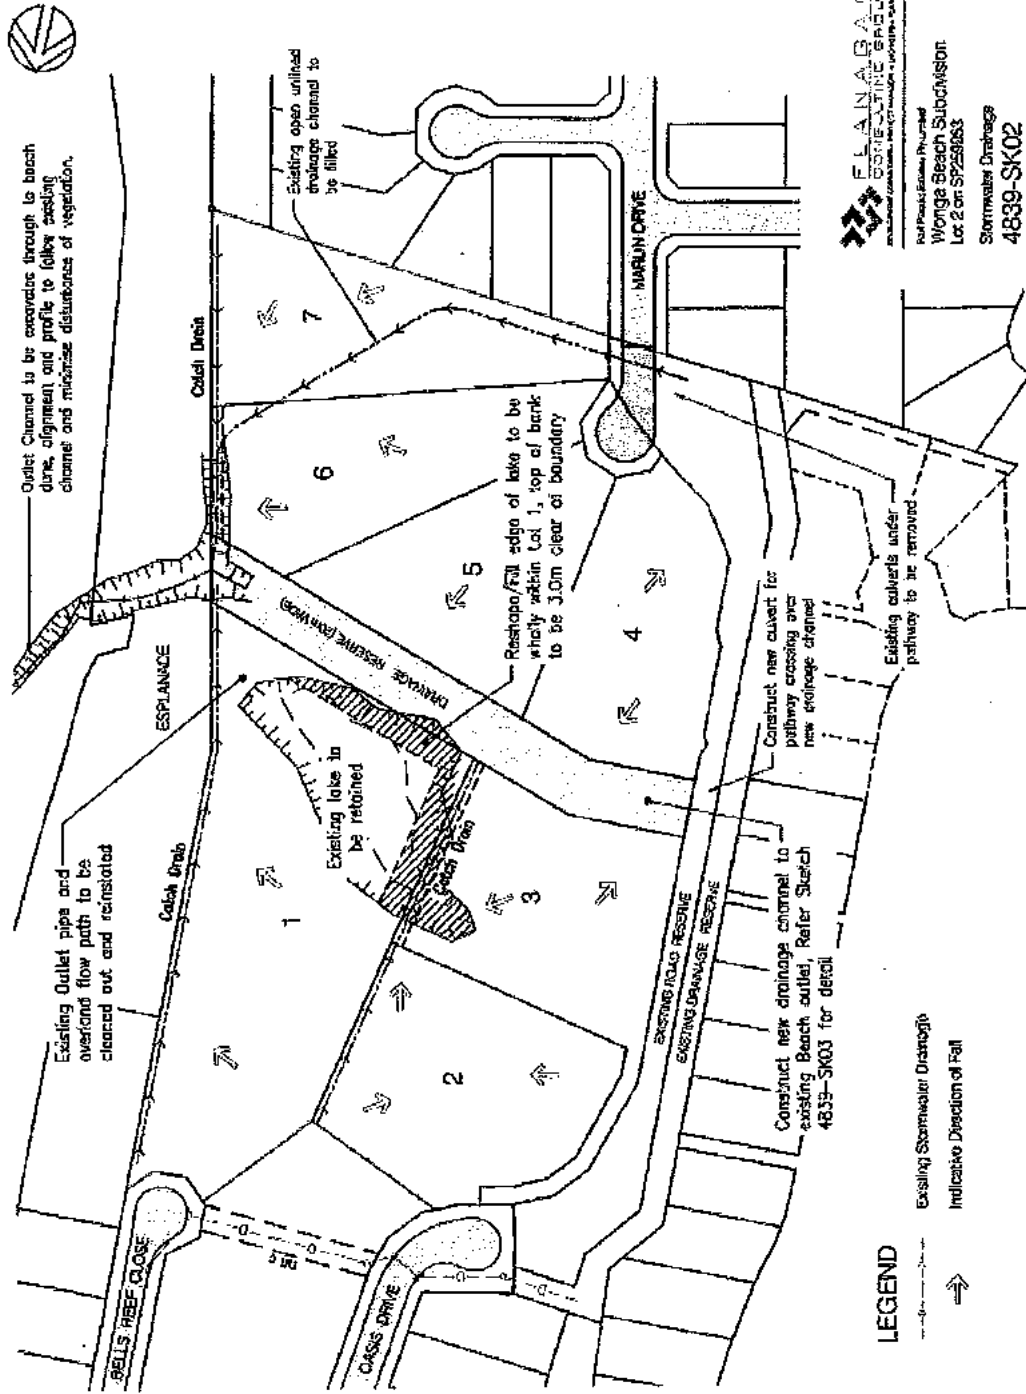 Outlet Channel to be excavated through to beach
dune, alignment and profile to follow existing
channel and minimise disturbance of vegetation.
Existing open unlined
drainage channel to
be filled
Catch Drain
7
6
5
4
3
2
1
MARLIN DRIVE
ESPLANADE
DRAINAGE RESERVE (20m Wide)
Reshape/Fill edge of lake to be
wholly within Lot 1, top of bank
to be 3.0m clear of boundary
Existing lake to
be retained
Existing Outlet pipe and
overland flow path to be
cleared out and reinstated
Catch Drain
Catch Drain
Existing culverts under
pathway to be removed
Construct new culvert for
pathway crossing over
new drainage channel
EXISTING ROAD RESERVE
EXISTING DRAINAGE RESERVE
Construct new drainage channel to
existing Beach outlet, Refer Sketch
4839-SK03 for detail
BELLS REEF CLOSE
OASIS DRIVE
LEGEND
Existing Stormwater Drainage
Indicative Direction of Fall
FLANAGA
CONSULTING GROU
Wonga Beach Subdivision
Lot 2 on SP259053
Stormwater Drainage
4839-SK02